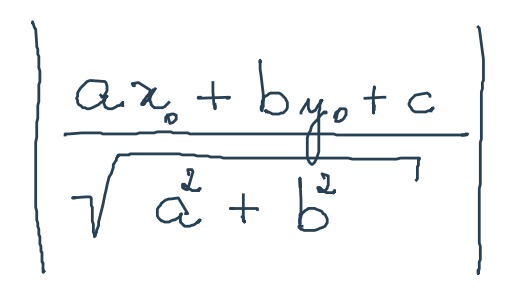 |(ax₀ + by₀ + c) / √(a² + b²)|